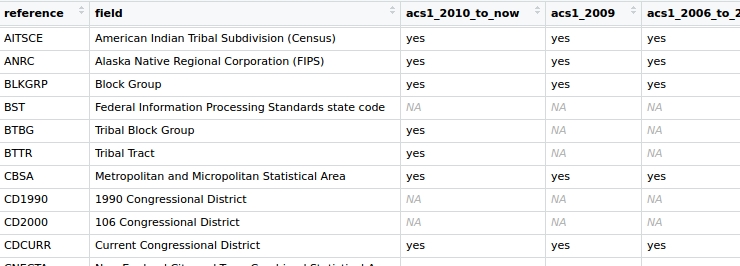 reference field acs1_2010_to_now acs1_2009 acs1_2006_to_2
AITSCE American Indian Tribal Subdivision (Census) yes yes yes
ANRC Alaska Native Regional Corporation (FIPS) yes yes yes
BLKGRP Block Group yes yes yes
BST Federal Information Processing Standards state code NA NA NA
BTBG Tribal Block Group yes NA NA
BTTR Tribal Tract yes NA NA
CBSA Metropolitan and Micropolitan Statistical Area yes yes yes
CD1990 1990 Congressional District NA NA NA
CD2000 106 Congressional District NA NA NA
CDCURR Current Congressional District yes yes yes